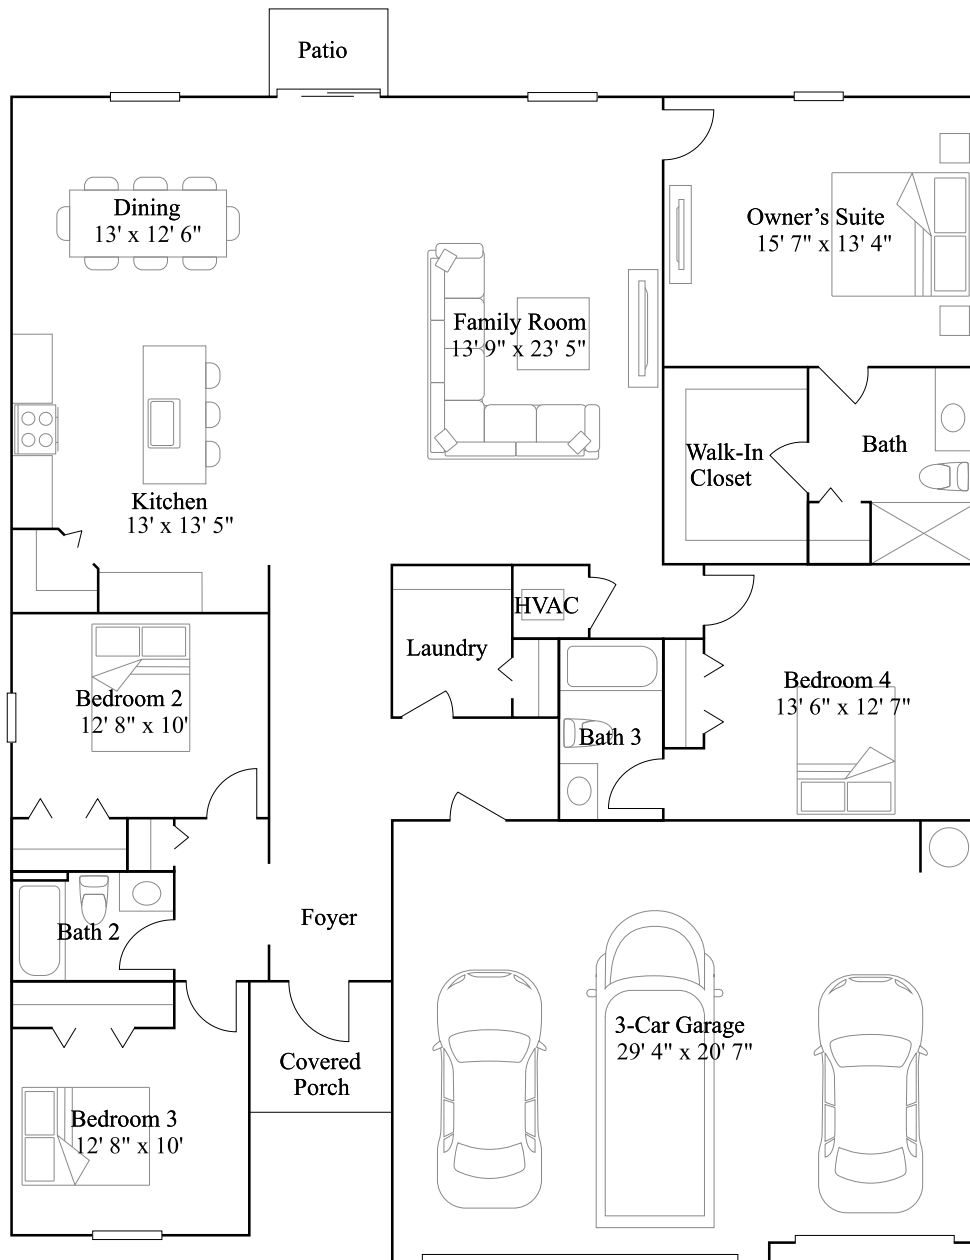 Patio
Dining
13' x 12' 6"
Owner's Suite
15' 7" x 13' 4"
Family Room
13' 9" x 23' 5"
Walk-In
Closet
Bath
Kitchen
13' x 13' 5"
HVAC
Laundry
Bedroom 2
12' 8" x 10'
Bedroom 4
13' 6" x 12' 7"
Bath 3
Foyer
Bath 2
3-Car Garage
29' 4" x 20' 7"
Covered
Porch
Bedroom 3
12' 8" x 10'